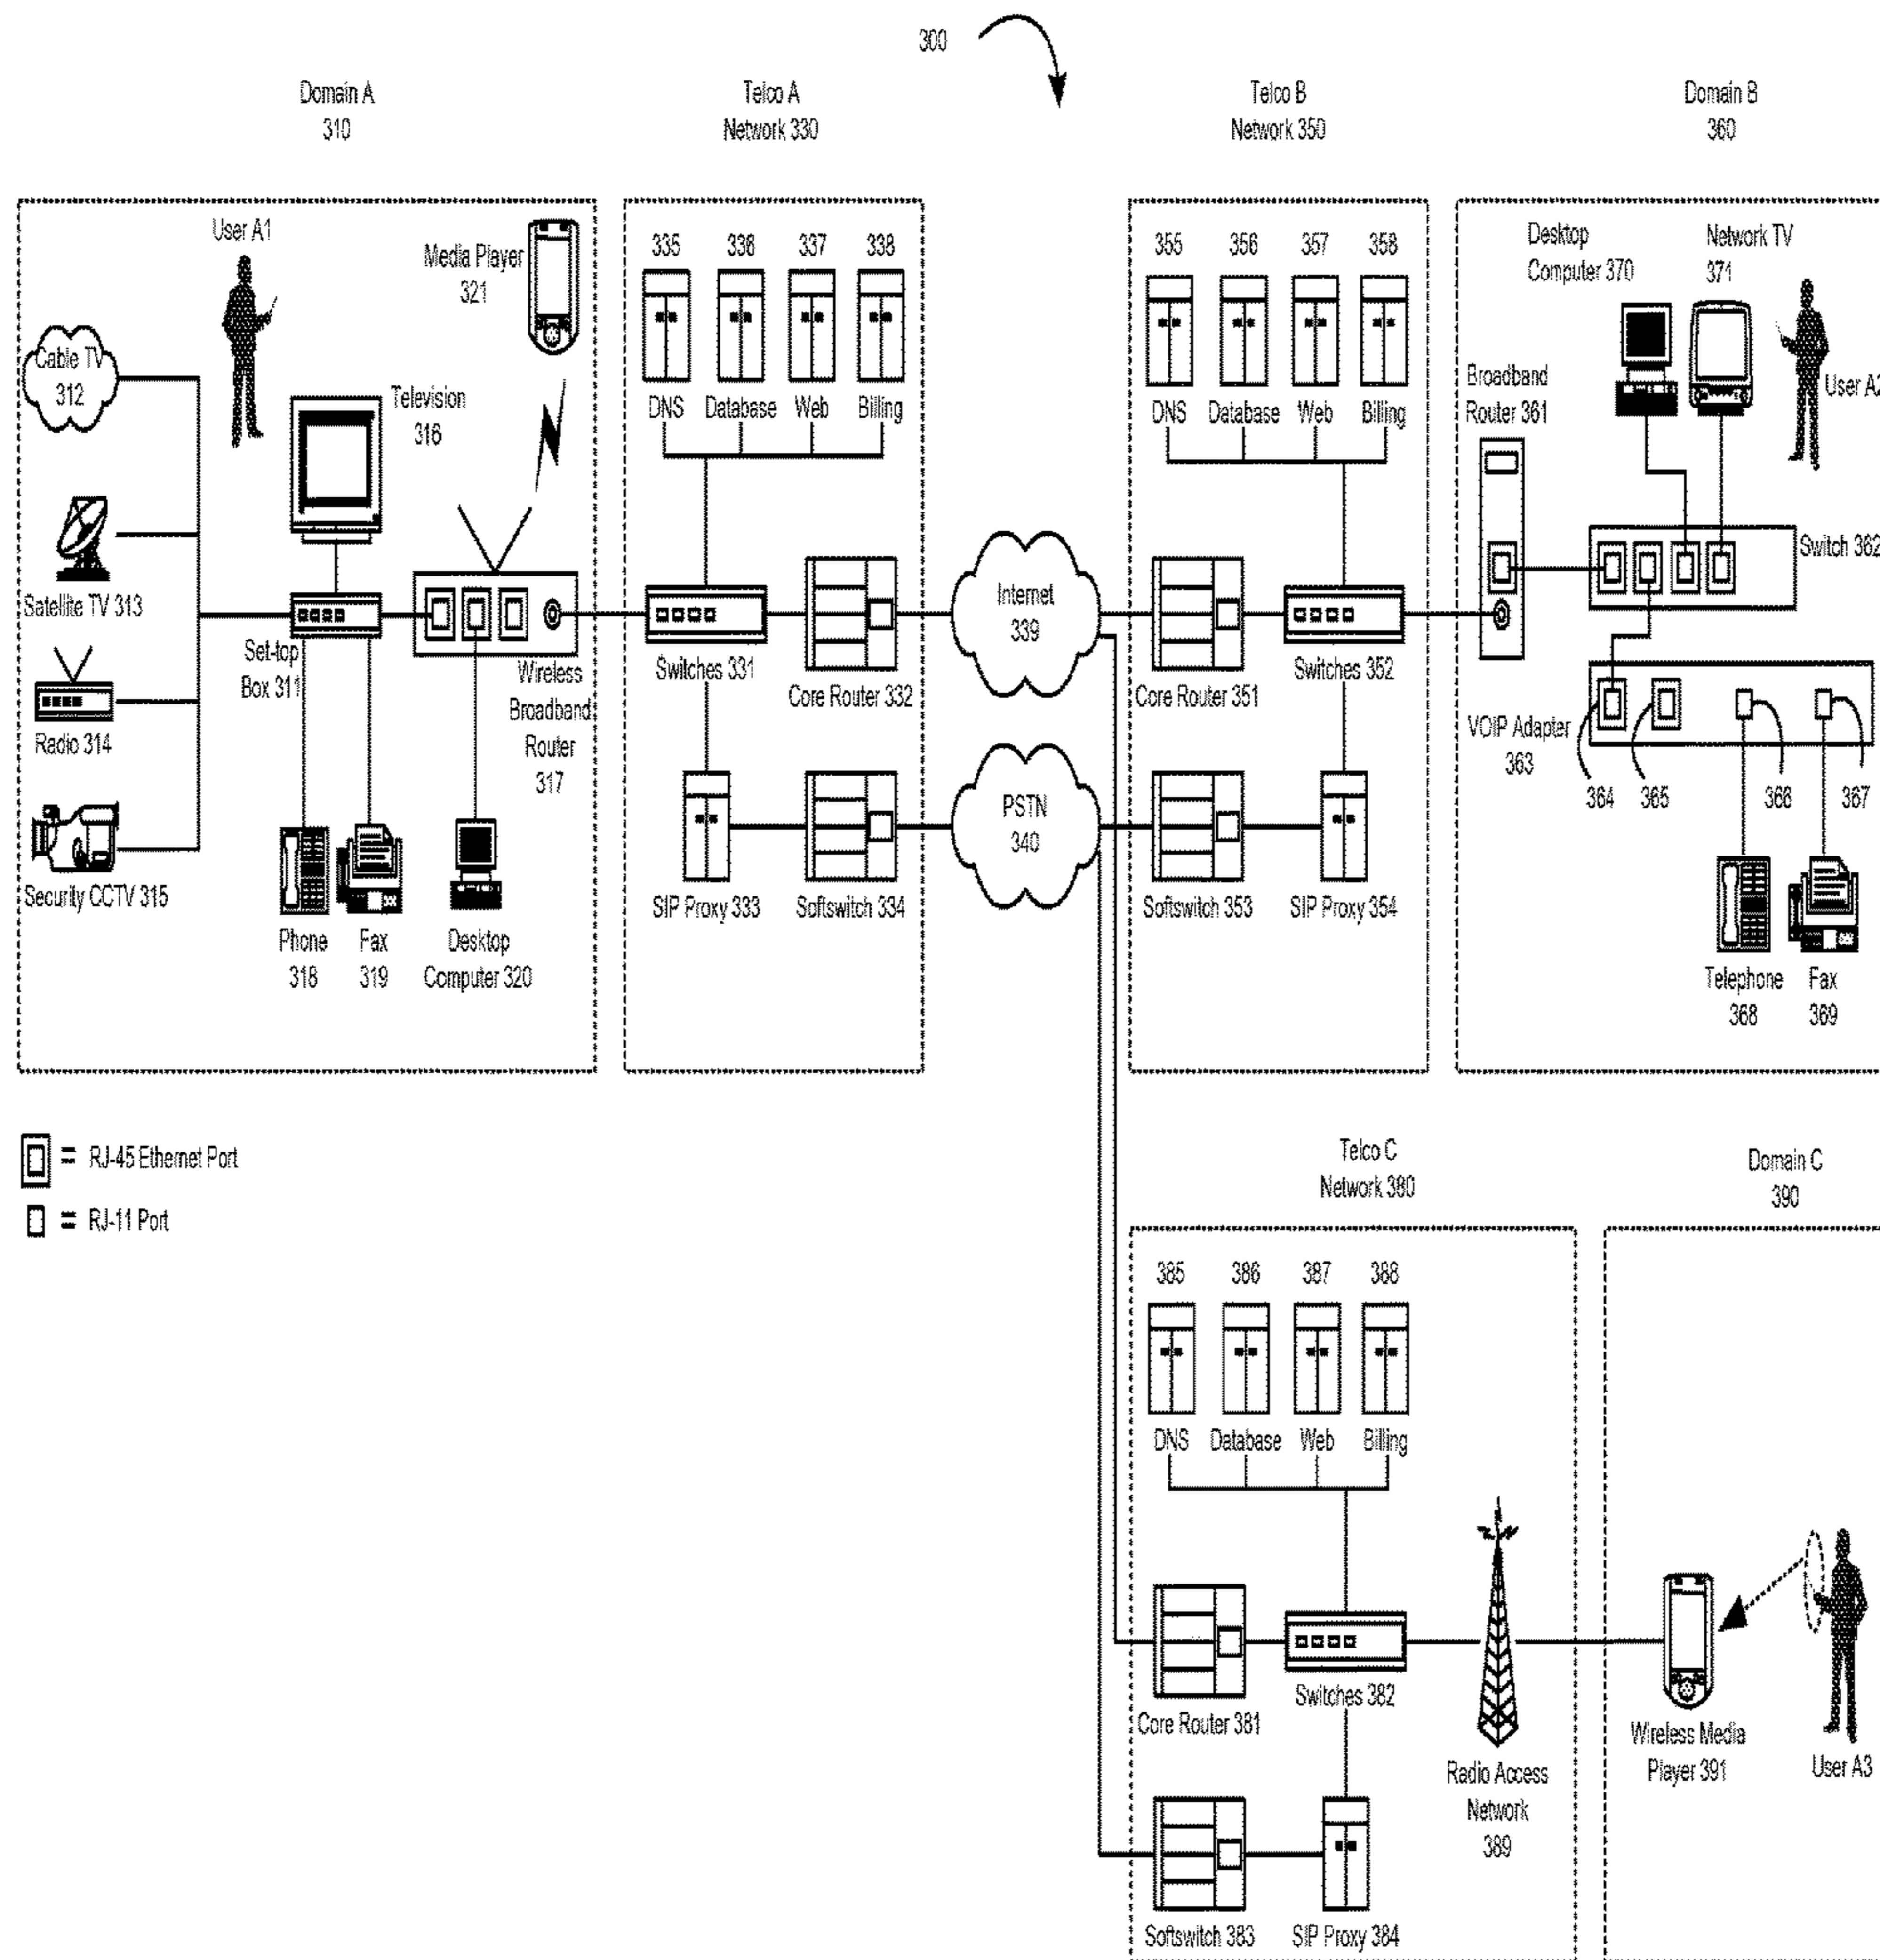 300
Domain A
310
Telco A
Network 330
Telco B
Network 350
Domain B
360
User A1
Media Player
321
Cable TV
312
Television
316
Satellite TV 313
Set-top
Box 311
Radio 314
Wireless
Broadband
Router
317
Security CCTV 315
Phone
318
Fax
319
Desktop
Computer 320
335
336
337
338
DNS
Database
Web
Billing
Switches 331
Core Router 332
SIP Proxy 333
Softswitch 334
Internet
339
PSTN
340
355
356
357
358
DNS
Database
Web
Billing
Core Router 351
Switches 352
Softswitch 353
SIP Proxy 354
Desktop
Computer 370
Network TV
371
Broadband
Router 361
User A2
Switch 362
VOIP Adapter
363
364
365
366
367
Telephone
368
Fax
369
= RJ-45 Ethernet Port
= RJ-11 Port
Telco C
Network 380
Domain C
390
385
386
387
388
DNS
Database
Web
Billing
Core Router 381
Switches 382
Radio Access
Network
389
Wireless Media
Player 391
User A3
Softswitch 383
SIP Proxy 384